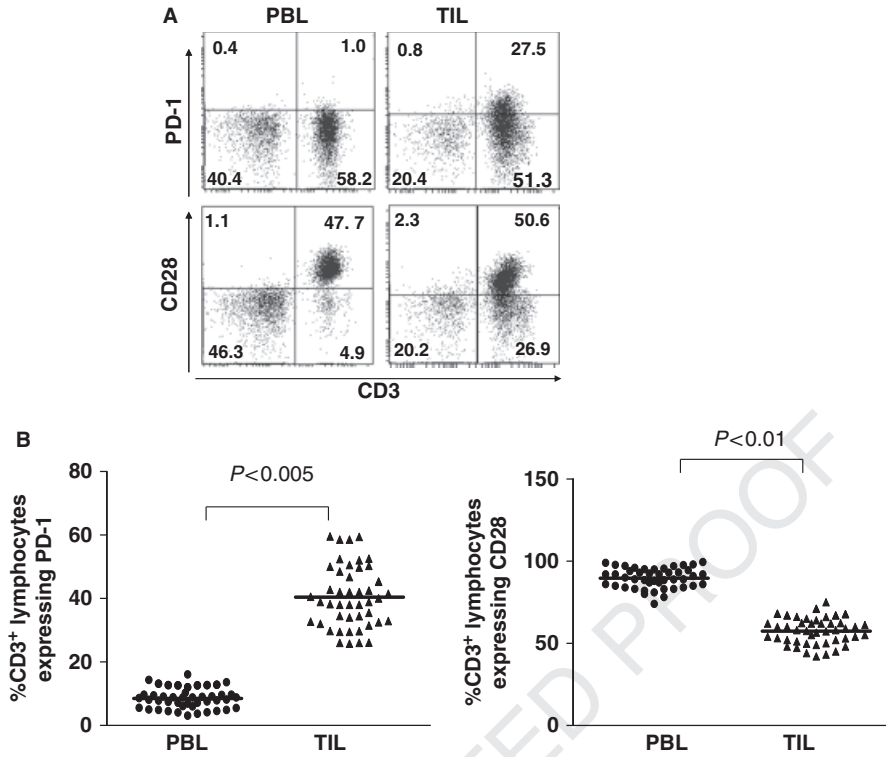 A PBL TIL
PD-1
0.4 1.0
40.4 58.2
0.8 27.5
20.4 51.3
CD28
1.1 47. 7
46.3 4.9
2.3 50.6
20.2 26.9
CD3
B
%CD3+ lymphocytes
expressing PD-1
80
60
40
20
0
P<0.005
PBL TIL
%CD3+ lymphocytes
expressing CD28
150
100
50
0
P<0.01
PBL TIL
PROOF